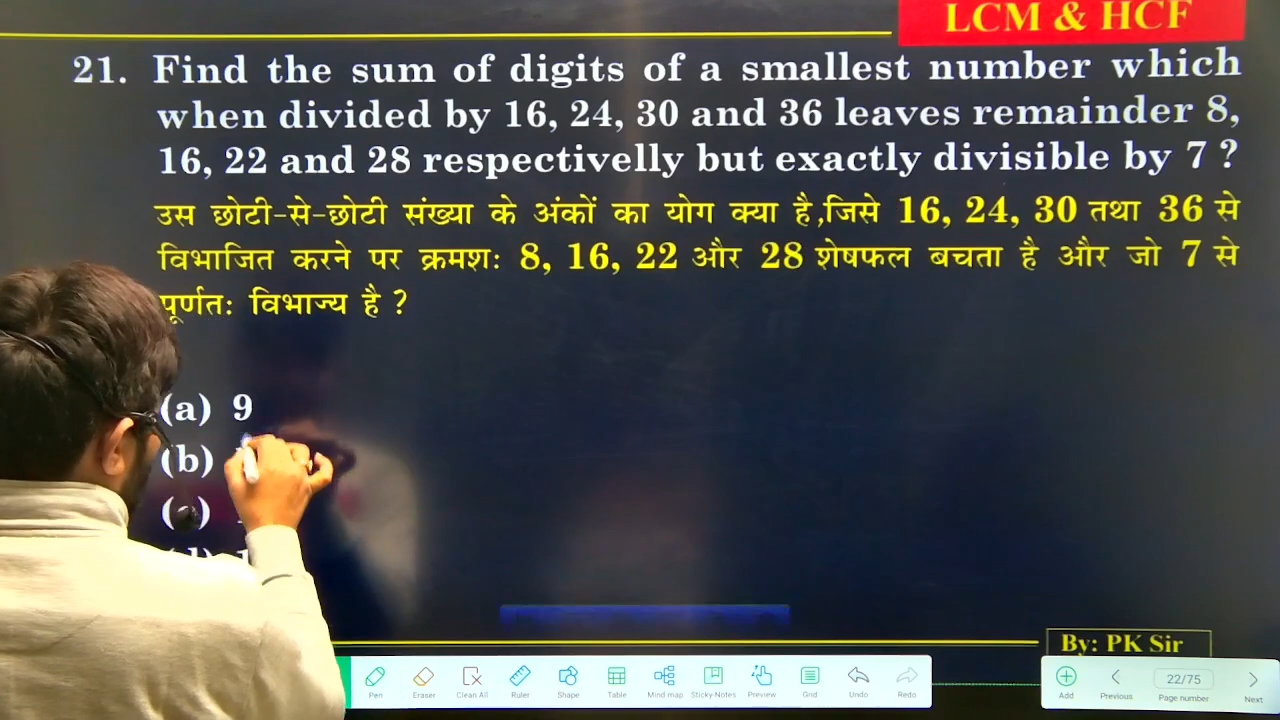 LCM & HCF
21. Find the sum of digits of a smallest number which
when divided by 16, 24, 30 and 36 leaves remainder 8,
16, 22 and 28 respectivelly but exactly divisible by 7 ?
उस छोटी-से-छोटी संख्या के अंकों का योग क्या है,जिसे 16, 24, 30 तथा 36 से
विभाजित करने पर क्रमशः 8, 16, 22 और 28 शेषफल बचता है और जो 7 से
पूर्णतः विभाज्य है ?
(a) 9
(b)
(c)
(d)
By: PK Sir
Pen Eraser Clean All Ruler Shape Table Mind map Sticky Notes Preview Grid Undo Redo
Add Previous 22/75 Page number Next